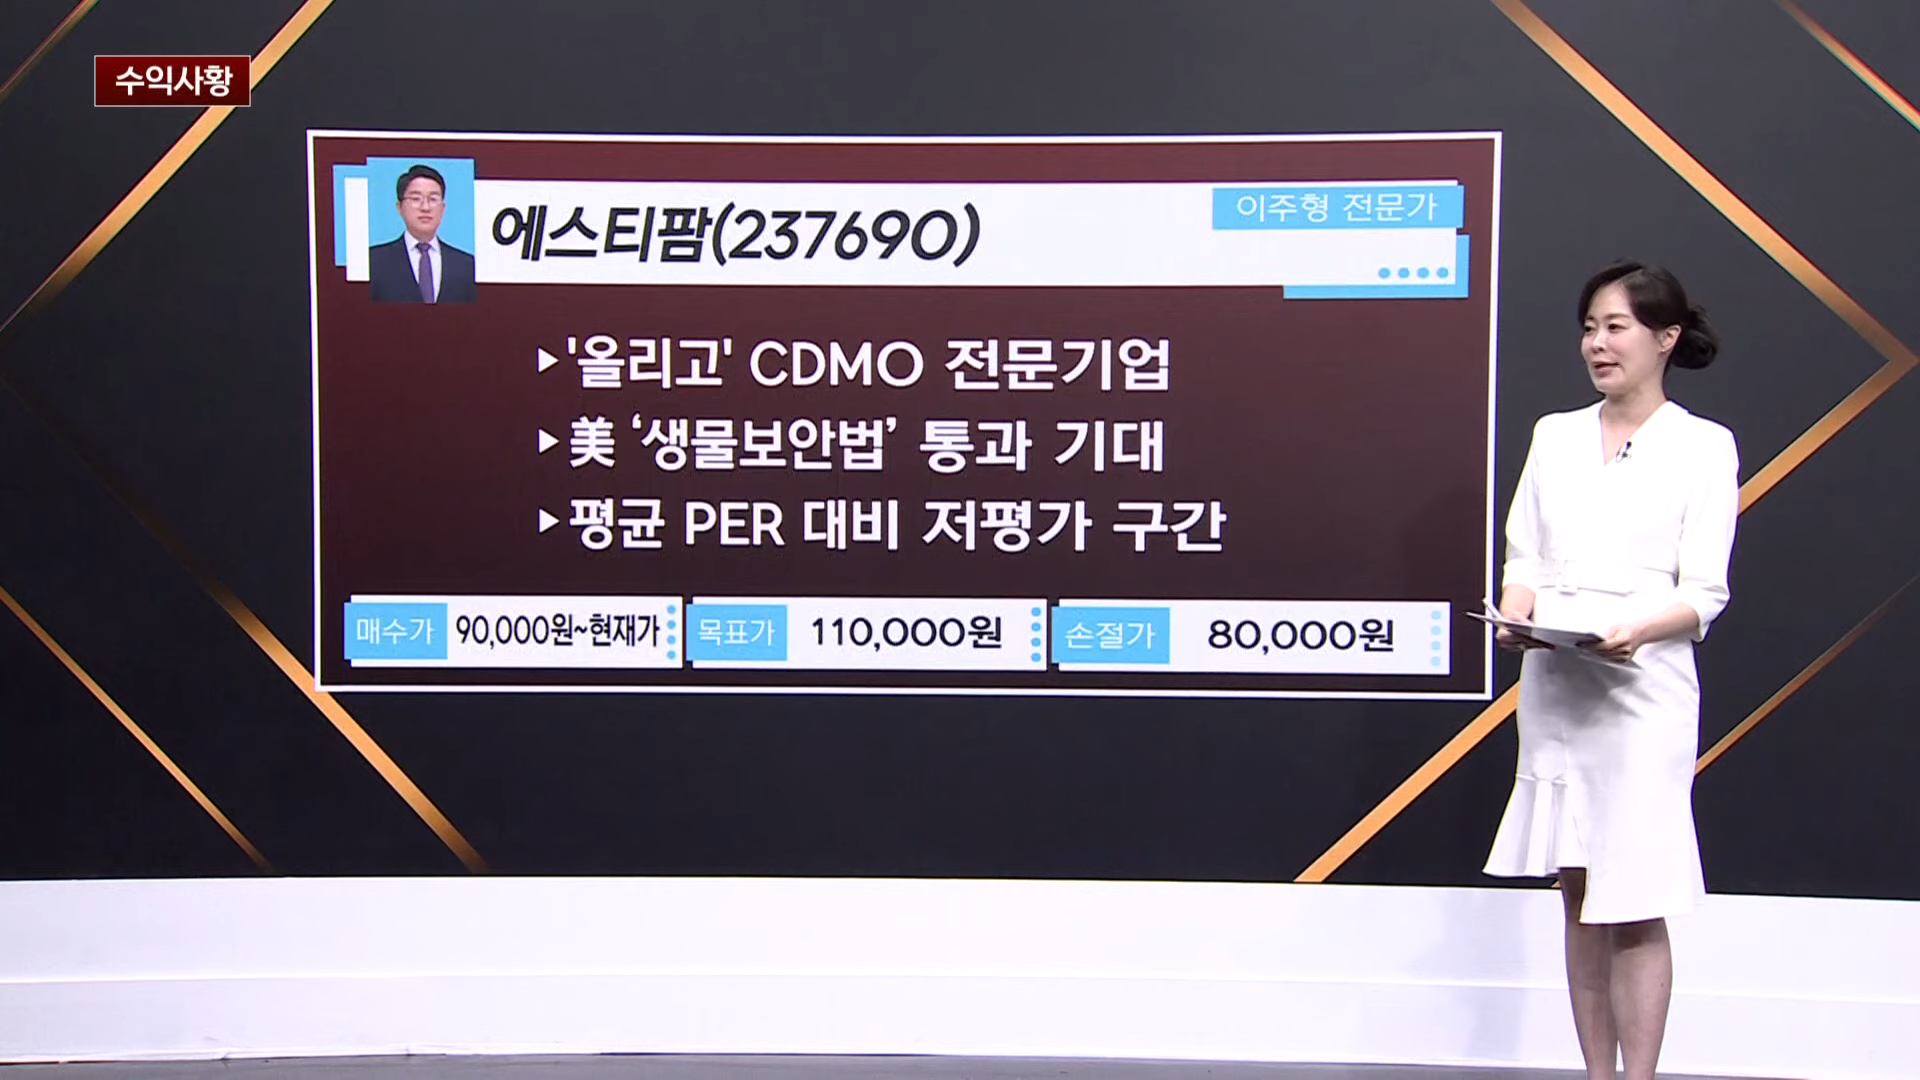 수익사황
에스티팜(237690)
이주형 전문가
▸'올리고' CDMO 전문기업
▸美 ‘생물보안법’ 통과 기대
▸평균 PER 대비 저평가 구간
매수가 90,000원~현재가
목표가 110,000원
손절가 80,000원